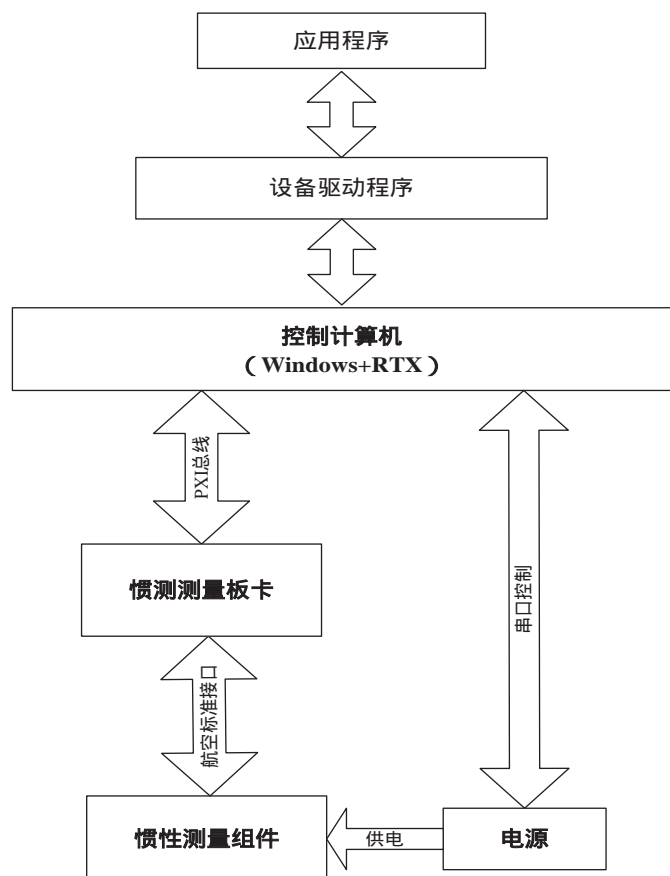 应用程序
设备驱动程序
控制计算机
（Windows+RTX）
PXI总线
惯测测量板卡
串口控制
航空标准接口
惯性测量组件
供电
电源